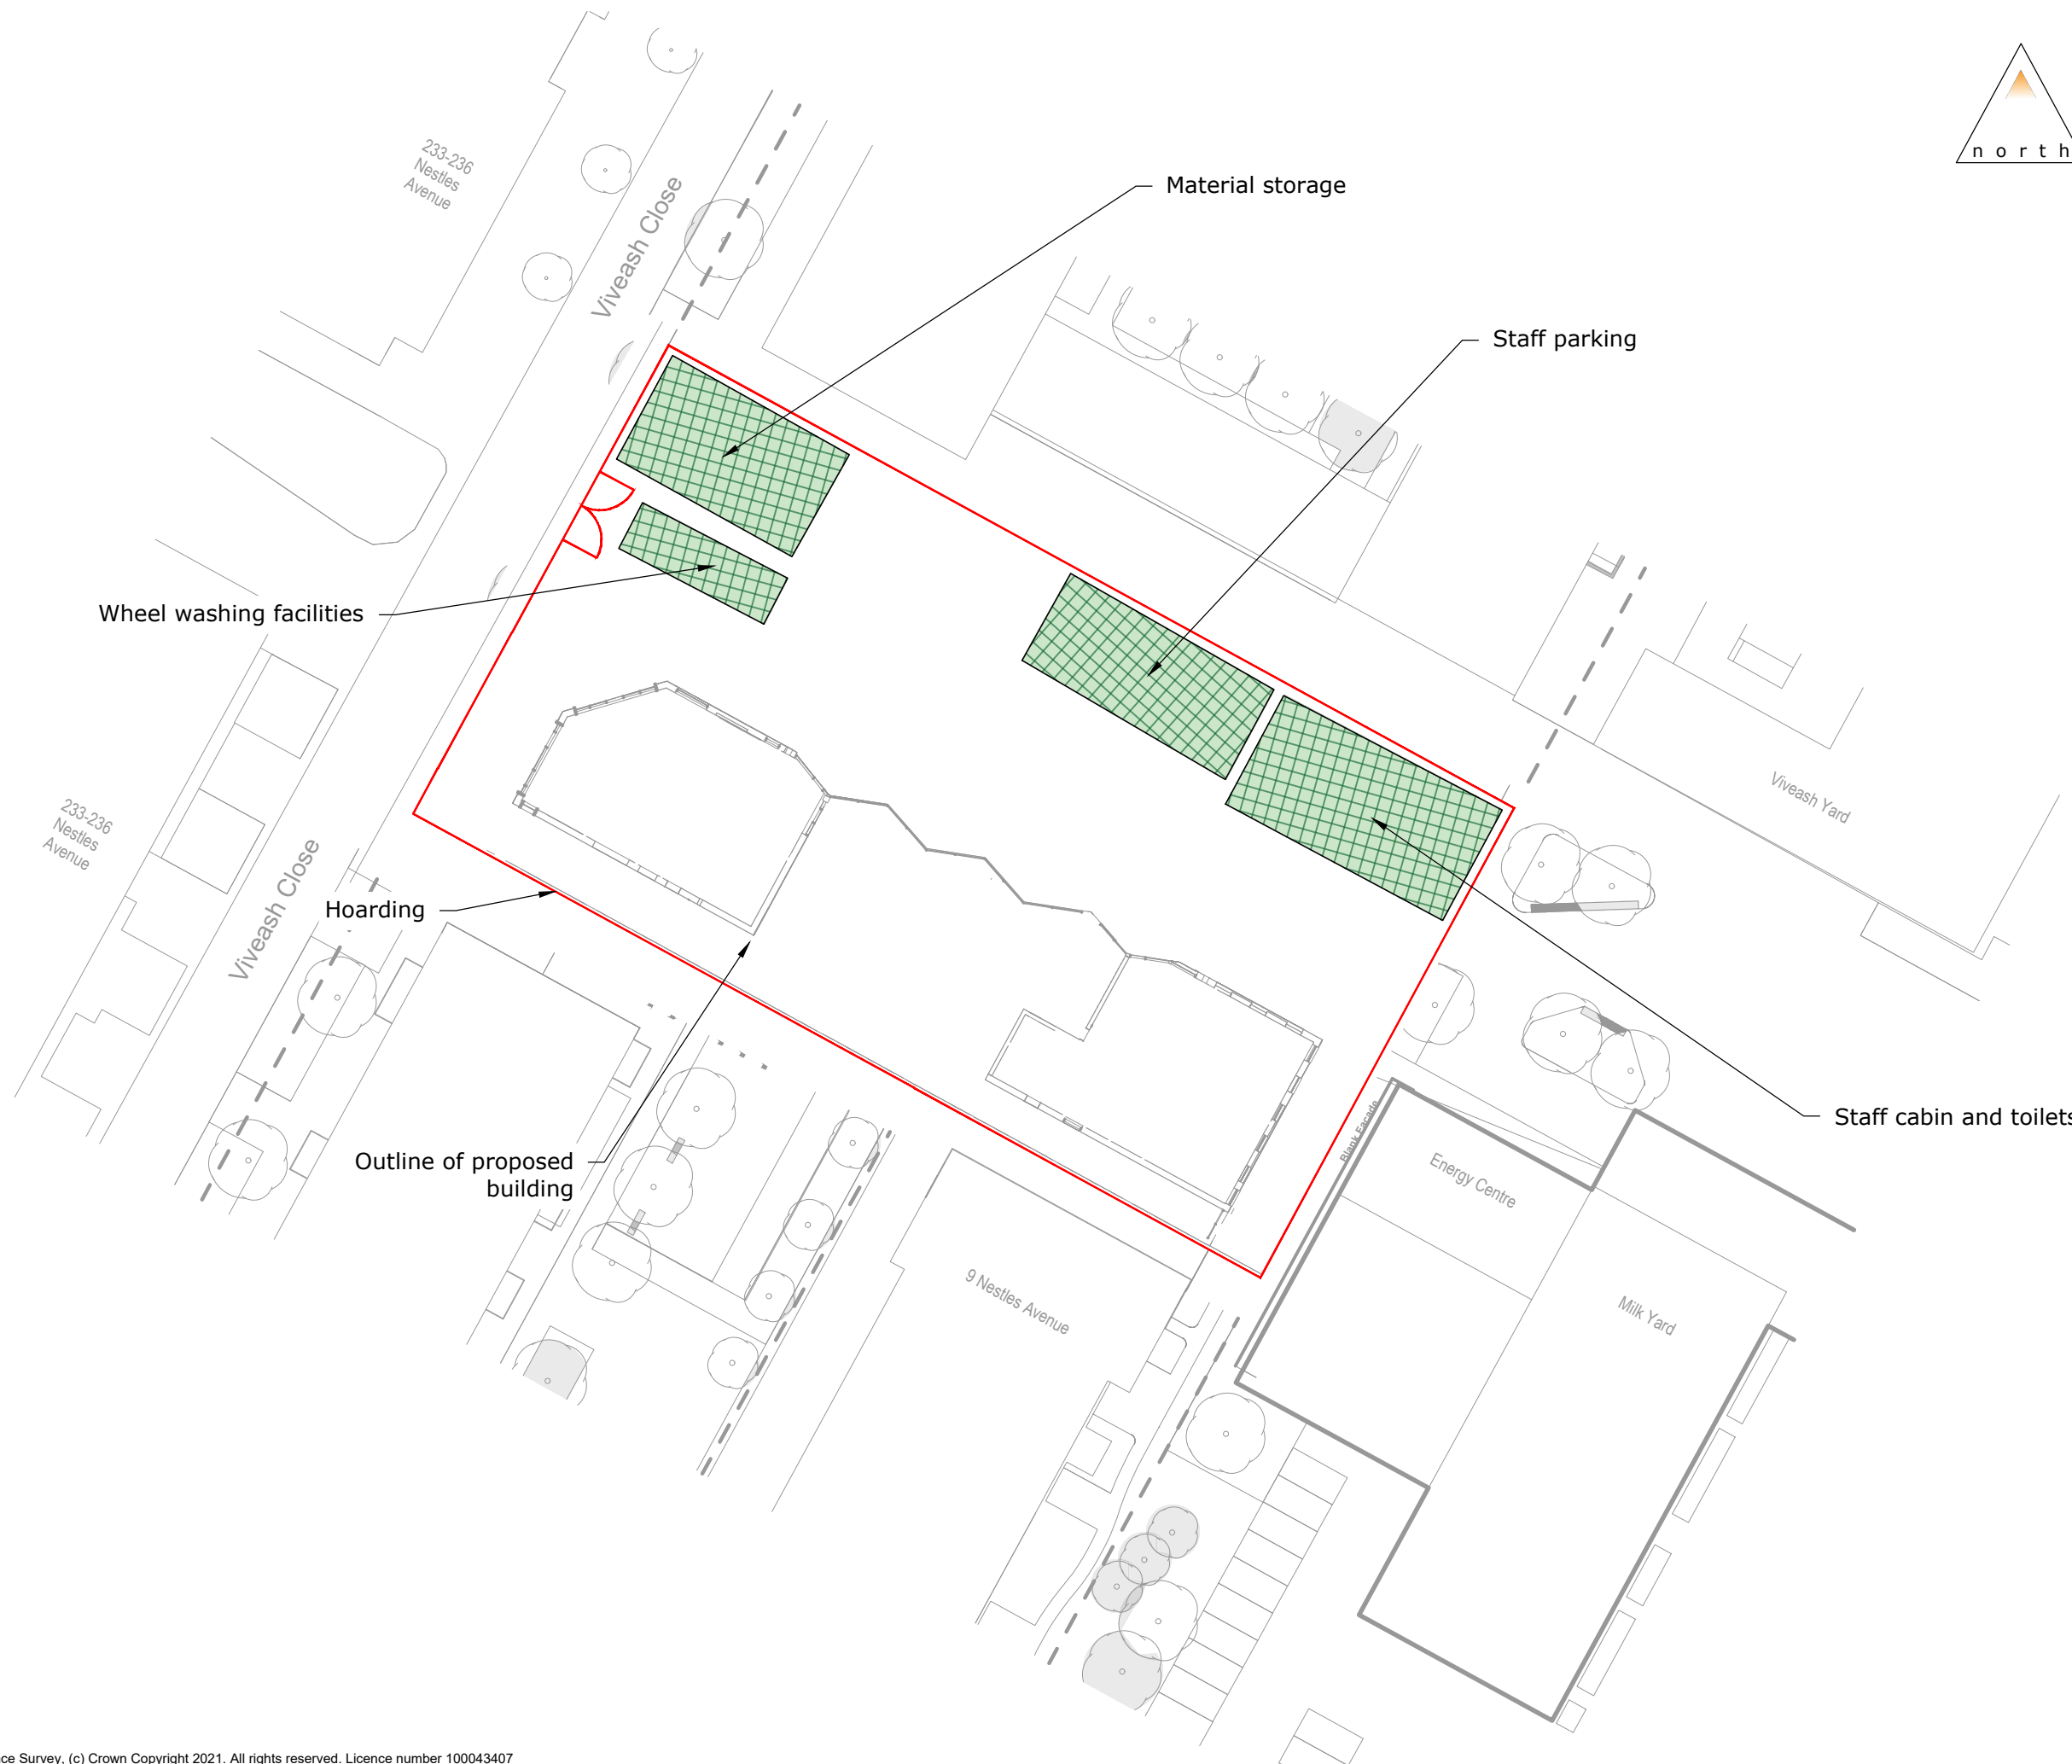 north
233-236
Nestles
Avenue
Viveash Close
Material storage
Staff parking
Wheel washing facilities
Viveash Yard
233-236
Nestles
Avenue
Viveash Close
Hoarding
Outline of proposed
building
Staff cabin and toilets
Blank Facade
Energy Centre
9 Nestles Avenue
Milk Yard
ce Survey, (c) Crown Copyright 2021. All rights reserved. Licence number 100043407